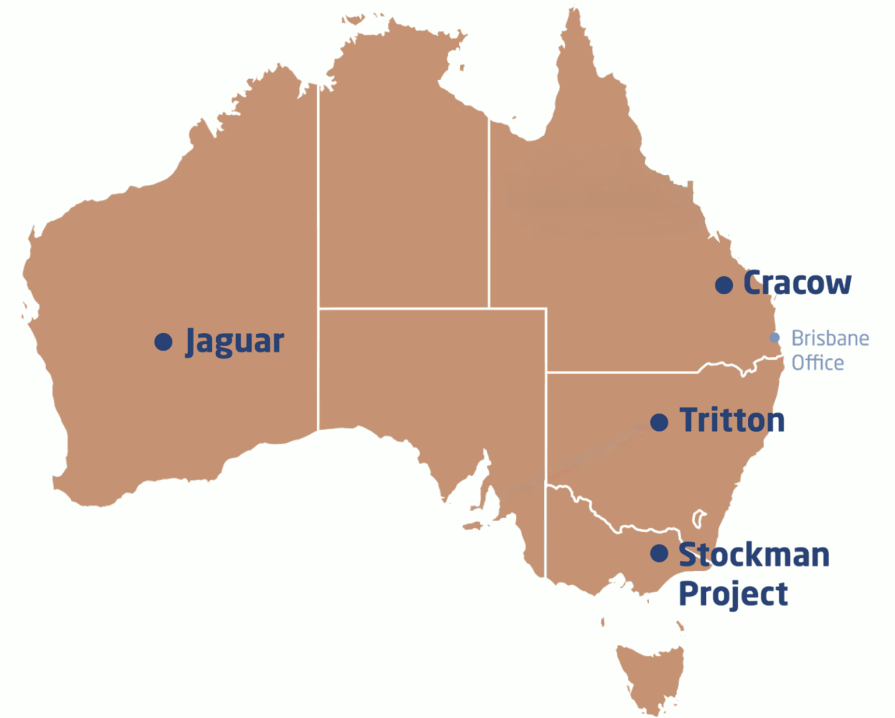 Cracow
Jaguar
Brisbane
Office
Tritton
Stockman
Project